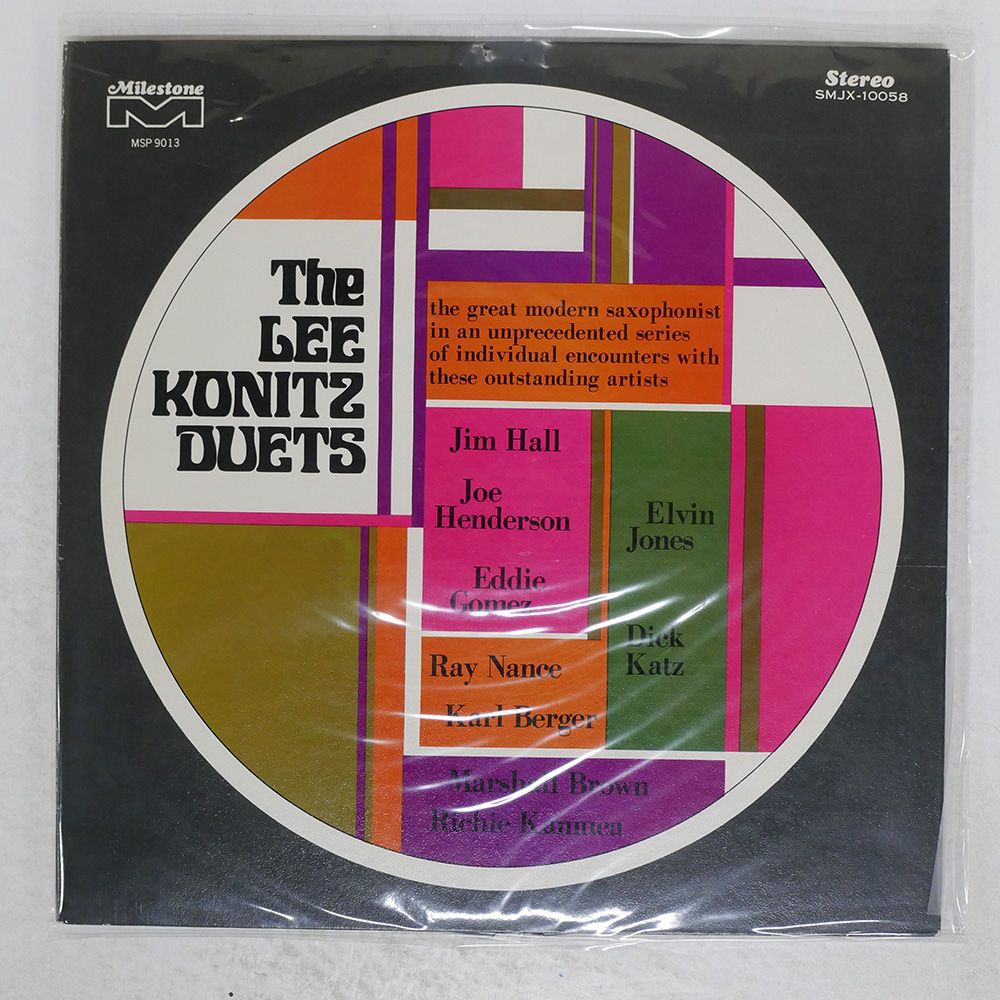 Milestone
M
MSP 9013
Stereo
SMJX-10058
The
LEE
KONITZ
DUETS
the great modern saxophonist
in an unprecedented series
of individual encounters with
these outstanding artists
Jim Hall
Joe
Henderson
Eddie
Gomez
Elvin
Jones
Dick
Katz
Ray Nance
Karl Berger
Marshall Brown
Richie Kamuca